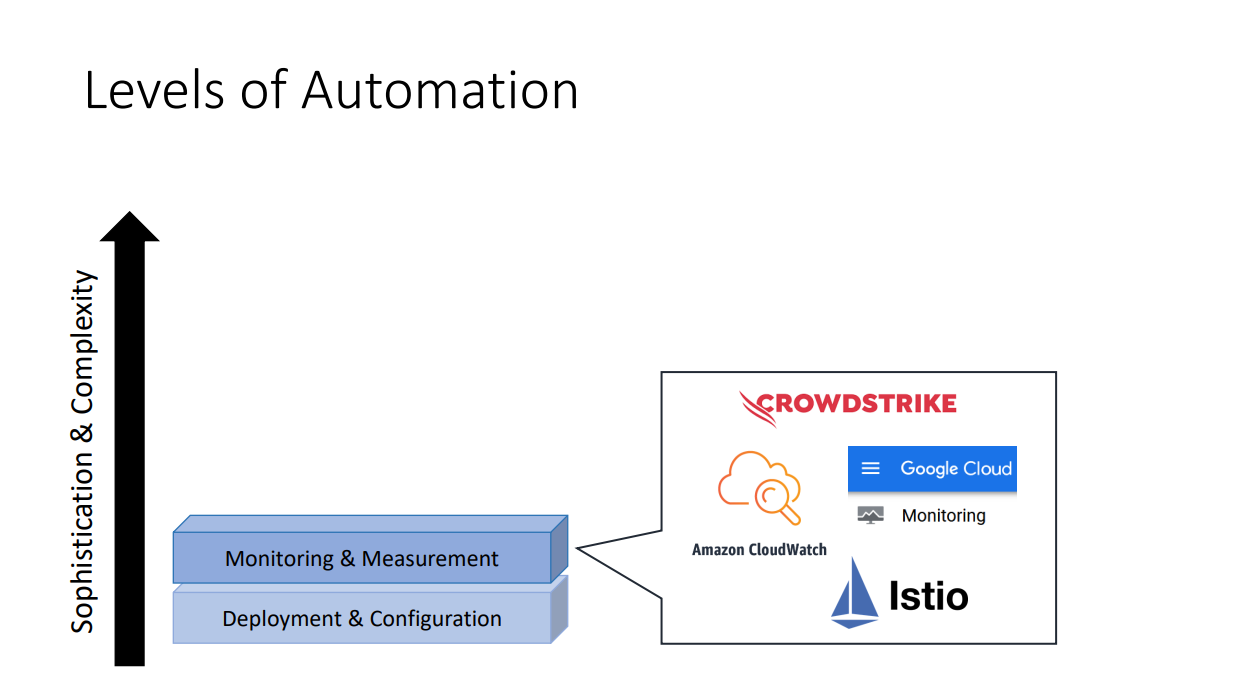 Levels of Automation
Sophistication & Complexity
Monitoring & Measurement
Deployment & Configuration
CROWDSTRIKE
Google Cloud
Monitoring
Amazon CloudWatch
Istio